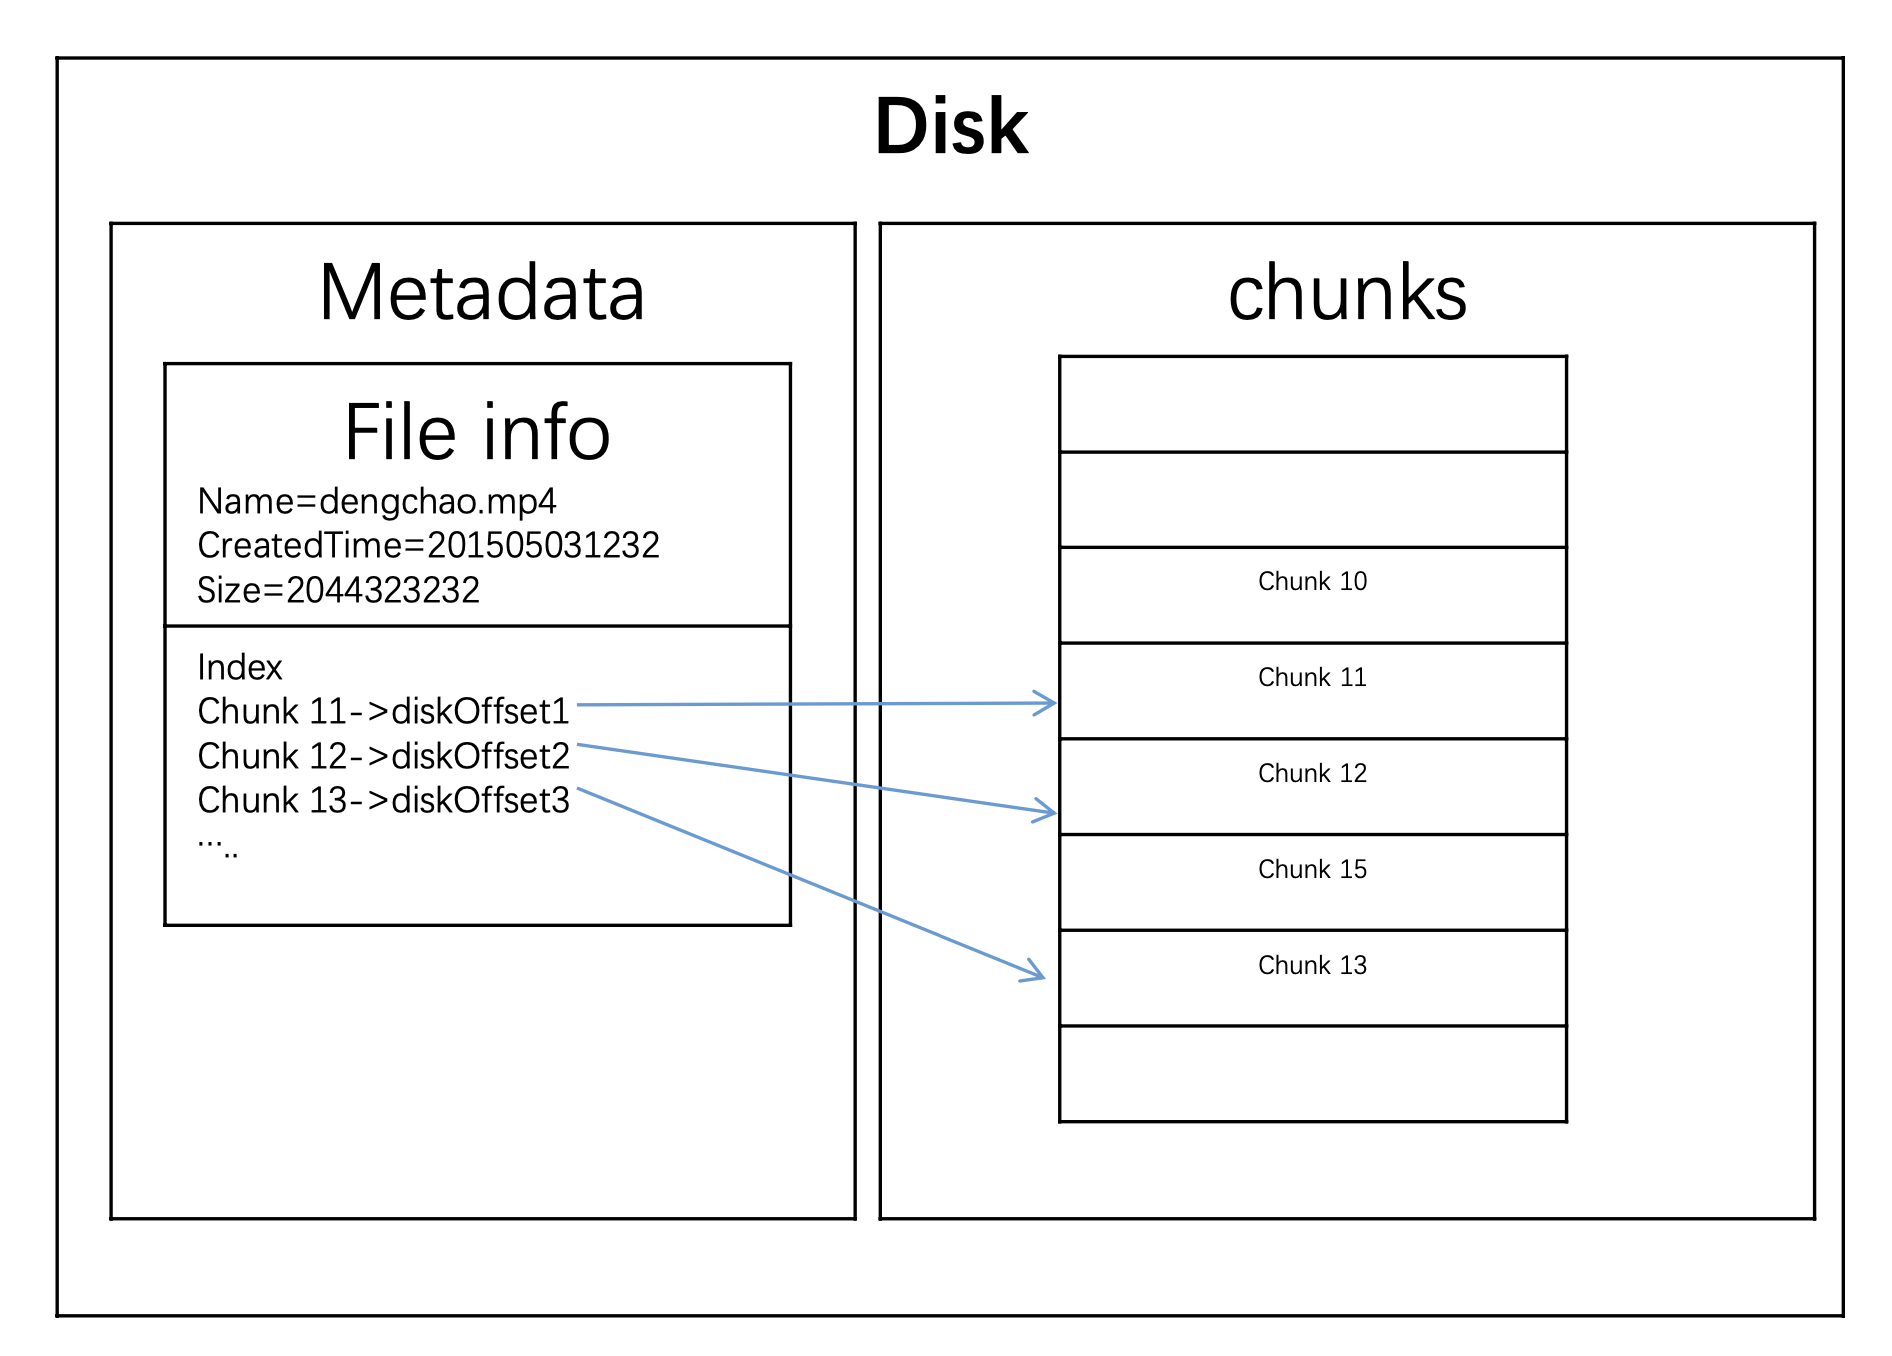 Disk
Metadata
File info
Name=dengchao.mp4
CreatedTime=201505031232
Size=2044323232
Index
Chunk 11->diskOffset1
Chunk 12->diskOffset2
Chunk 13->diskOffset3
…..
chunks
Chunk 10
Chunk 11
Chunk 12
Chunk 15
Chunk 13